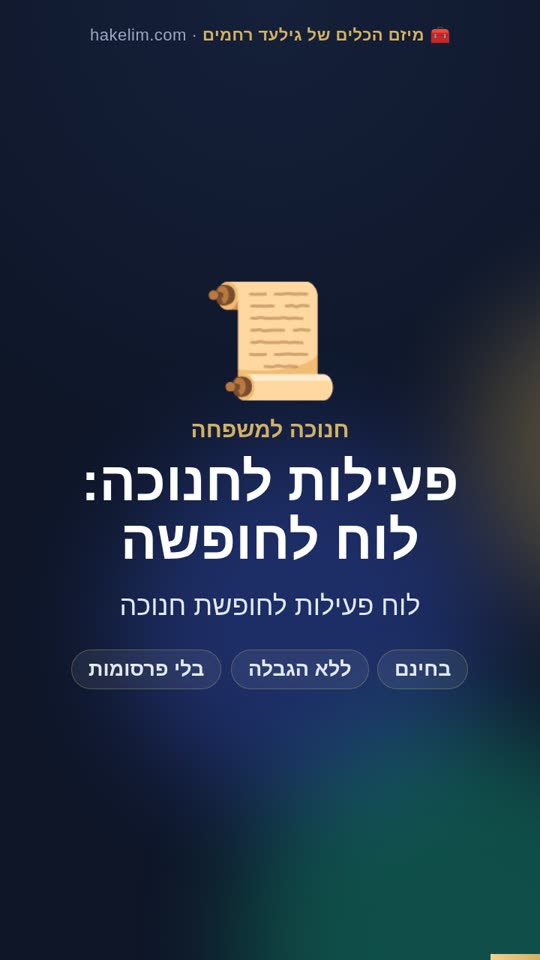 🧰 מיזם הכלים של גילעד רחמים · hakelim.com
חנוכה למשפחה
פעילות לחנוכה:
לוח לחופשה
לוח פעילות לחופשת חנוכה
בחינם
ללא הגבלה
בלי פרסומות